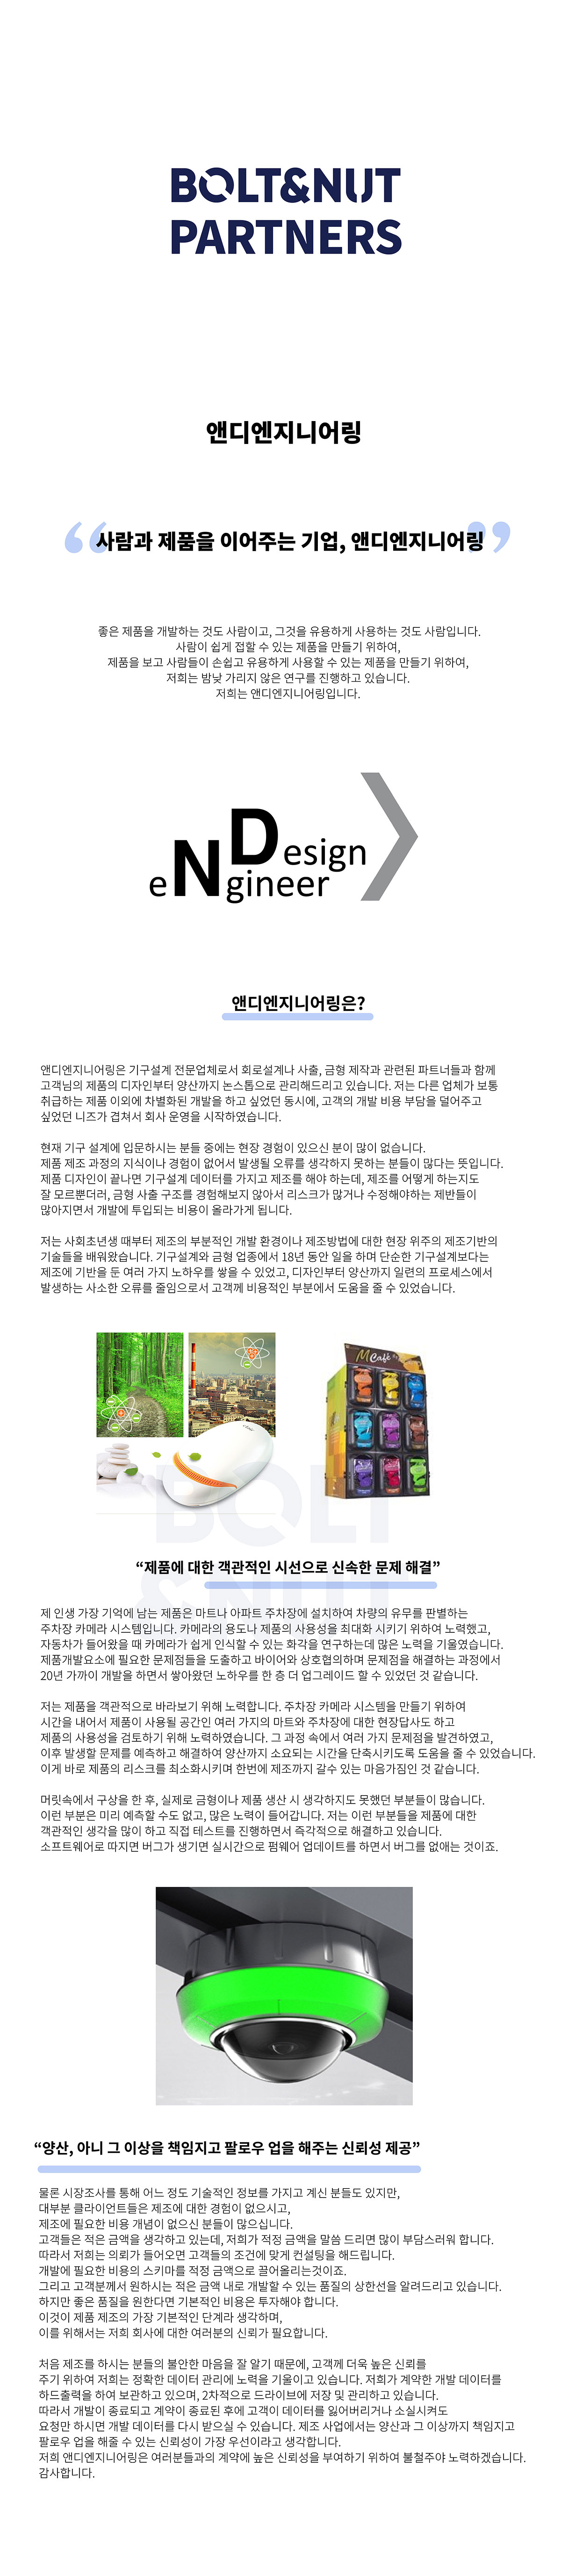 BOLT&NUT
PARTNERS
앤디엔지니어링
“사람과 제품을 이어주는 기업, 앤디엔지니어링”
좋은 제품을 개발하는 것도 사람이고, 그것을 유용하게 사용하는 것도 사람입니다.
사람이 쉽게 접할 수 있는 제품을 만들기 위하여,
제품을 보고 사람들이 손쉽고 유용하게 사용할 수 있는 제품을 만들기 위하여,
저희는 밤낮 가리지 않은 연구를 진행하고 있습니다.
저희는 앤디엔지니어링입니다.
Design
eNgineer
앤디엔지니어링은?
앤디엔지니어링은 기구설계 전문업체로서 회로설계나 사출, 금형 제작과 관련된 파트너들과 함께
고객님의 제품의 디자인부터 양산까지 논스톱으로 관리해드리고 있습니다. 저는 다른 업체가 보통
취급하는 제품 이외에 차별화된 개발을 하고 싶었던 동시에, 고객의 개발 비용 부담을 덜어주고
싶었던 니즈가 겹쳐서 회사 운영을 시작하였습니다.
현재 기구 설계에 입문하시는 분들 중에는 현장 경험이 있으신 분이 많이 없습니다.
제품 제조 과정의 지식이나 경험이 없어서 발생될 오류를 생각하지 못하는 분들이 많다는 뜻입니다.
제품 디자인이 끝나면 기구설계 데이터를 가지고 제조를 해야 하는데, 제조를 어떻게 하는지도
잘 모르뿐더러, 금형 사출 구조를 경험해보지 않아서 리스크가 많거나 수정해야하는 제반들이
많아지면서 개발에 투입되는 비용이 올라가게 됩니다.
저는 사회초년생 때부터 제조의 부분적인 개발 환경이나 제조방법에 대한 현장 위주의 제조기반의
기술들을 배워왔습니다. 기구설계와 금형 업종에서 18년 동안 일을 하며 단순한 기구설계보다는
제조에 기반을 둔 여러 가지 노하우를 쌓을 수 있었고, 디자인부터 양산까지 일련의 프로세스에서
발생하는 사소한 오류를 줄임으로서 고객께 비용적인 부분에서 도움을 줄 수 있었습니다.
McCafé
BOLT
&NUT
“제품에 대한 객관적인 시선으로 신속한 문제 해결”
제 인생 가장 기억에 남는 제품은 마트나 아파트 주차장에 설치하여 차량의 유무를 판별하는
주차장 카메라 시스템입니다. 카메라의 용도나 제품의 사용성을 최대화 시키기 위하여 노력했고,
자동차가 들어왔을 때 카메라가 쉽게 인식할 수 있는 화각을 연구하는데 많은 노력을 기울였습니다.
제품개발요소에 필요한 문제점들을 도출하고 바이어와 상호협의하며 문제점을 해결하는 과정에서
20년 가까이 개발을 하면서 쌓아왔던 노하우를 한 층 더 업그레이드 할 수 있었던 것 같습니다.
저는 제품을 객관적으로 바라보기 위해 노력합니다. 주차장 카메라 시스템을 만들기 위하여
시간을 내어서 제품이 사용될 공간인 여러 가지의 마트와 주차장에 대한 현장답사도 하고
제품의 사용성을 검토하기 위해 노력하였습니다. 그 과정 속에서 여러 가지 문제점을 발견하였고,
이후 발생할 문제를 예측하고 해결하여 양산까지 소요되는 시간을 단축시키도록 도움을 줄 수 있었습니다.
이게 바로 제품의 리스크를 최소화시키며 한번에 제조까지 갈수 있는 마음가짐인 것 같습니다.
머릿속에서 구상을 한 후, 실제로 금형이나 제품 생산 시 생각하지도 못했던 부분들이 많습니다.
이런 부분은 미리 예측할 수도 없고, 많은 노력이 들어갑니다. 저는 이런 부분들을 제품에 대한
객관적인 생각을 많이 하고 직접 테스트를 진행하면서 즉각적으로 해결하고 있습니다.
소프트웨어로 따지면 버그가 생기면 실시간으로 펌웨어 업데이트를 하면서 버그를 없애는 것이죠.
“양산, 아니 그 이상을 책임지고 팔로우 업을 해주는 신뢰성 제공”
물론 시장조사를 통해 어느 정도 기술적인 정보를 가지고 계신 분들도 있지만,
대부분 클라이언트들은 제조에 대한 경험이 없으시고,
제조에 필요한 비용 개념이 없으신 분들이 많으십니다.
고객들은 적은 금액을 생각하고 있는데, 저희가 적정 금액을 말씀 드리면 많이 부담스러워 합니다.
따라서 저희는 의뢰가 들어오면 고객들의 조건에 맞게 컨설팅을 해드립니다.
개발에 필요한 비용의 스키마를 적정 금액으로 끌어올리는것이죠.
그리고 고객분께서 원하시는 적은 금액 내로 개발할 수 있는 품질의 상한선을 알려드리고 있습니다.
하지만 좋은 품질을 원한다면 기본적인 비용은 투자해야 합니다.
이것이 제품 제조의 가장 기본적인 단계라 생각하며,
이를 위해서는 저희 회사에 대한 여러분의 신뢰가 필요합니다.
처음 제조를 하시는 분들의 불안한 마음을 잘 알기 때문에, 고객께 더욱 높은 신뢰를
주기 위하여 저희는 정확한 데이터 관리에 노력을 기울이고 있습니다. 저희가 계약한 개발 데이터를
하드출력을 하여 보관하고 있으며, 2차적으로 드라이브에 저장 및 관리하고 있습니다.
따라서 개발이 종료되고 계약이 종료된 후에 고객이 데이터를 잃어버리거나 소실시켜도
요청만 하시면 개발 데이터를 다시 받으실 수 있습니다. 제조 사업에서는 양산과 그 이상까지 책임지고
팔로우 업을 해줄 수 있는 신뢰성이 가장 우선이라고 생각합니다.
저희 앤디엔지니어링은 여러분들과의 계약에 높은 신뢰성을 부여하기 위하여 불철주야 노력하겠습니다.
감사합니다.